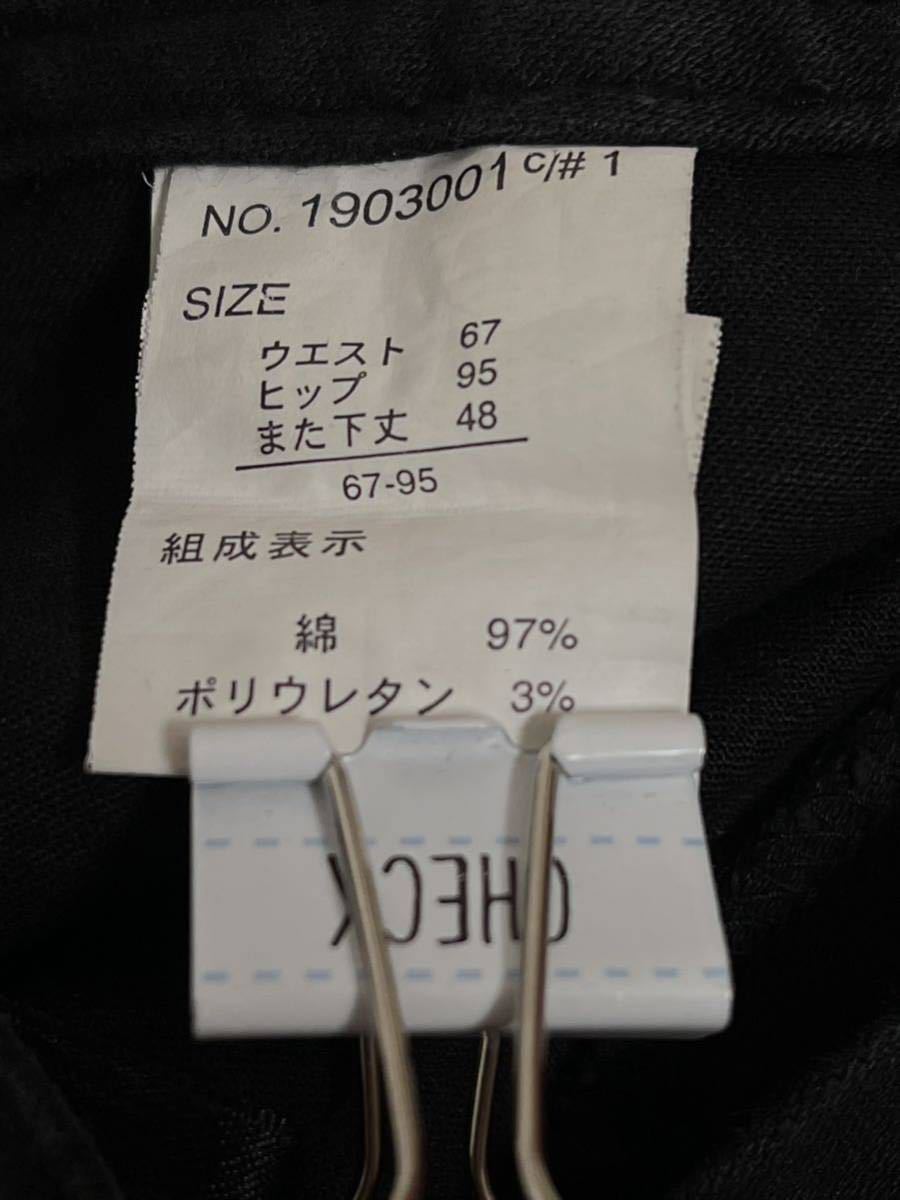 NO. 1903001 C/# 1
SIZE
ウエスト 67
ヒップ 95
また下丈 48
67-95
組成表示
綿 97%
ポリウレタン 3%
CHECK